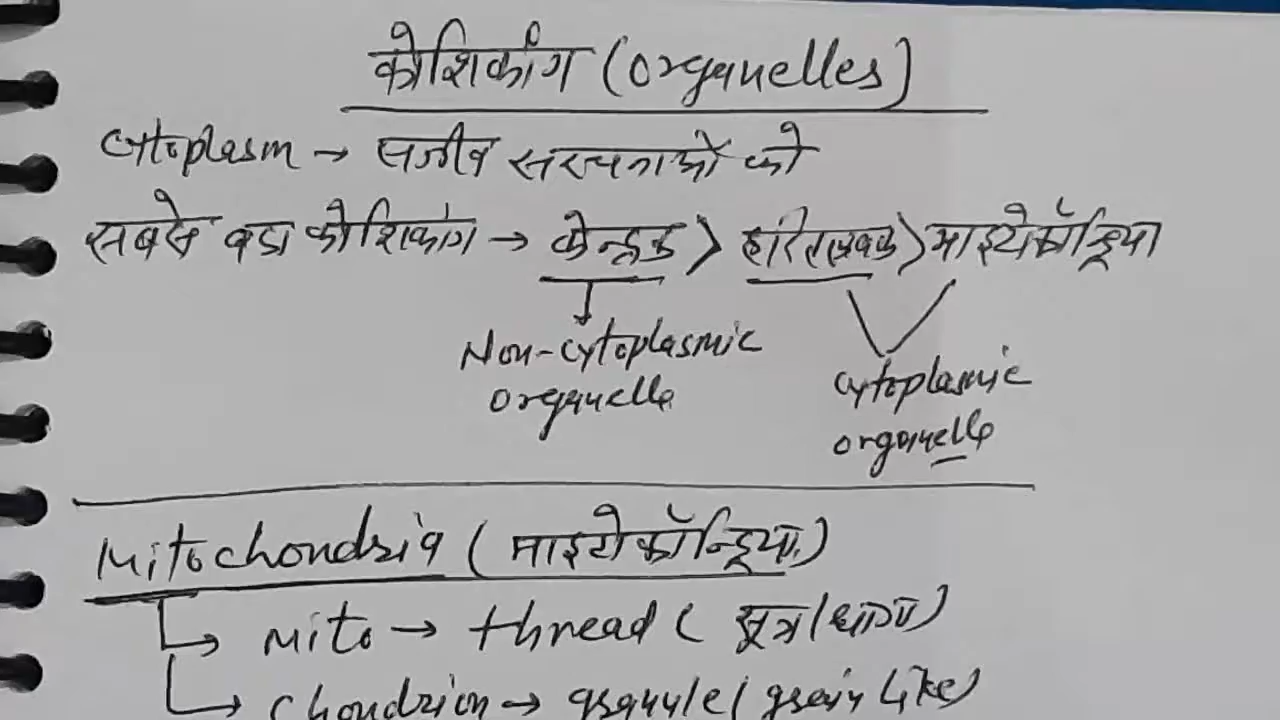 कोशिकांग (Organelles)
Cytoplasm → सजीव संरचनाओं को
सबसे बडा कोशिकांग → केन्द्रक > हरितलवक > माइटोकॉन्ड्रिया
Non-cytoplasmic cytoplasmic
organelle organelle
Mitochondria (माइटोकॉन्ड्रिया)
→ Mito → thread (सूत्र/धागा)
→ Chondrion → granule (grain like)